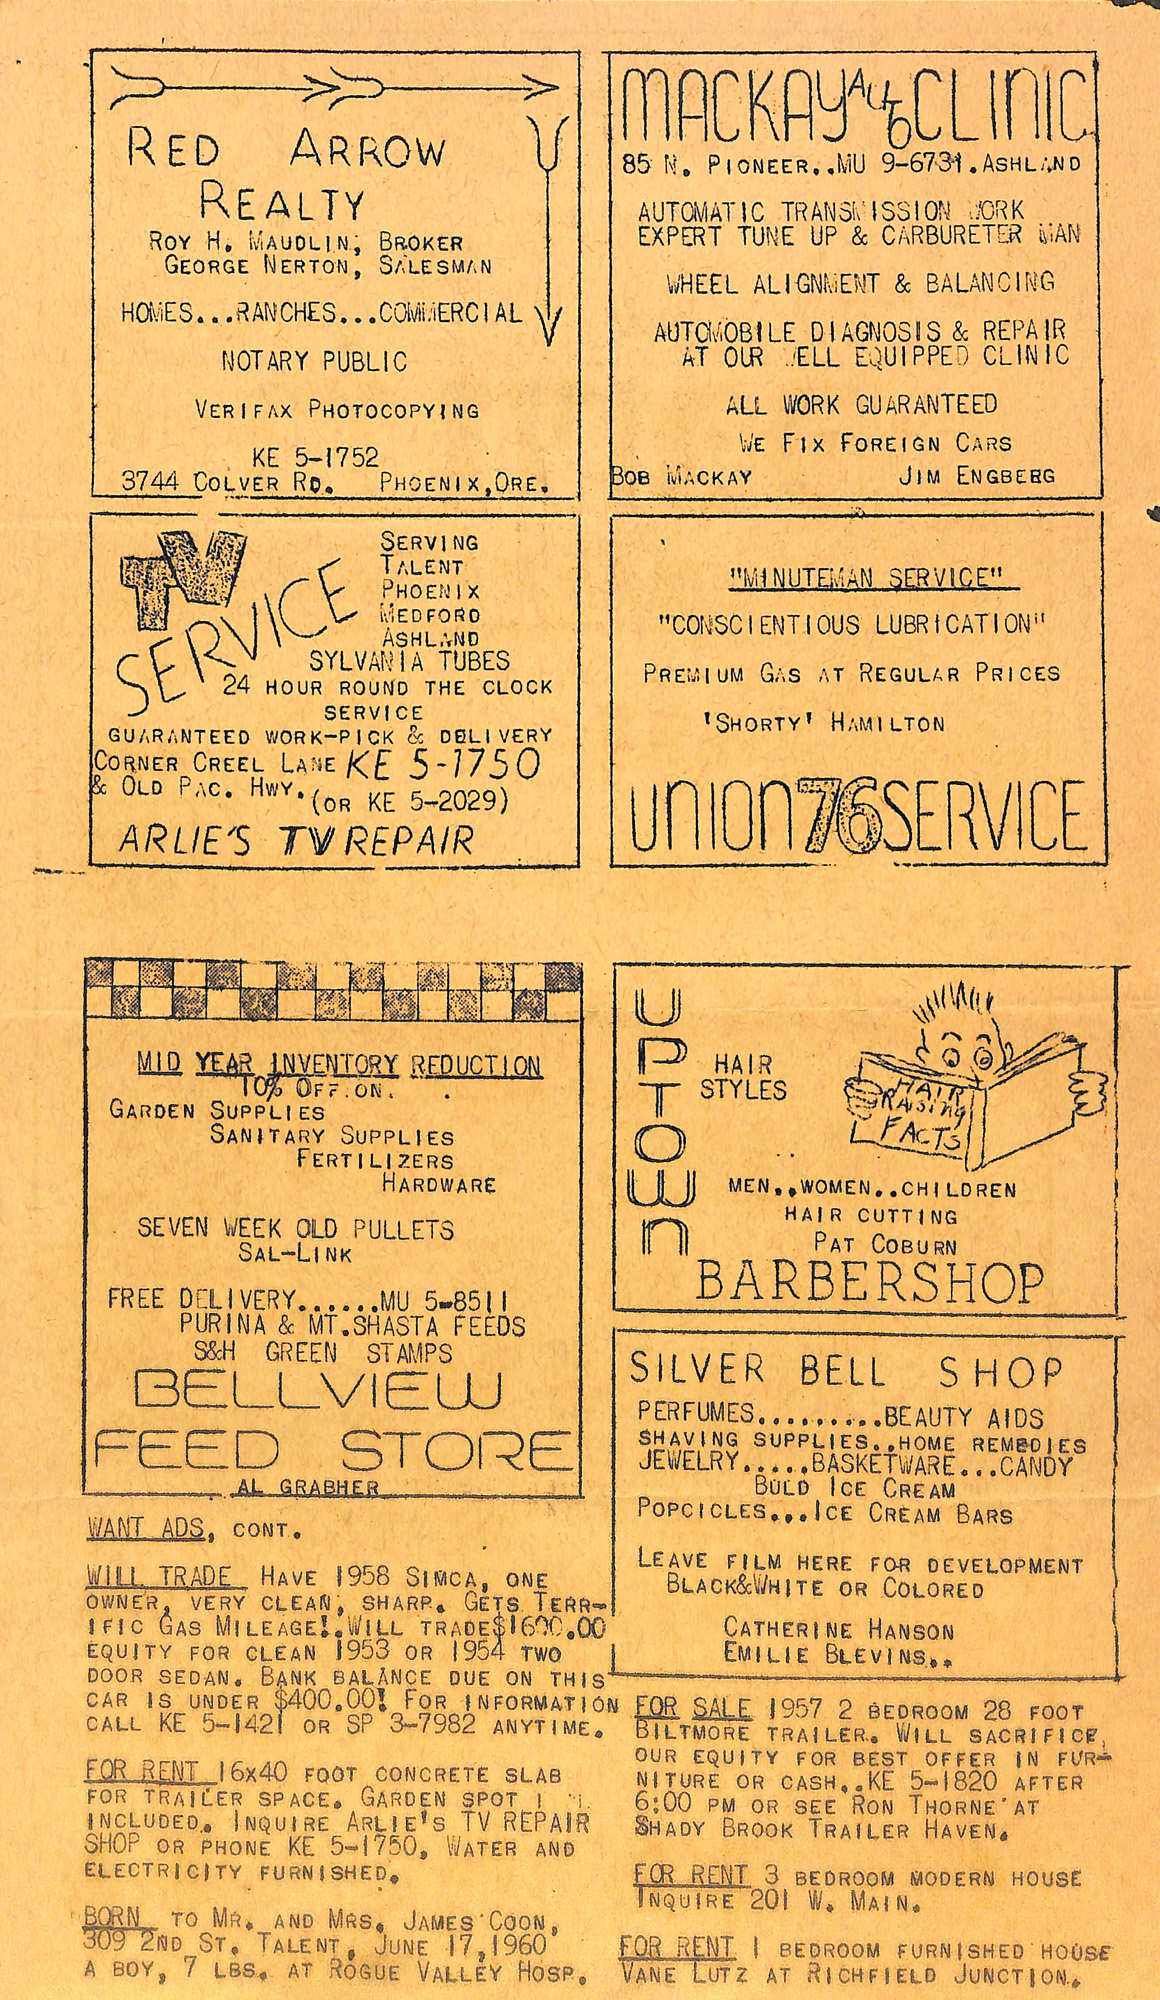 RED ARROW
REALTY
ROY H. MAUDLIN, BROKER
GEORGE NERTON, SALESMAN
HOMES...RANCHES...COMMERCIAL
NOTARY PUBLIC
VERIFAX PHOTOCOPYING
KE 5-1752
3744 COLVER RD. PHOENIX,ORE.
MACKAY AUTO CLINIC
85 N. PIONEER..MU 9-6731.ASHLAND
AUTOMATIC TRANSMISSION WORK
EXPERT TUNE UP & CARBURETER MAN
WHEEL ALIGNMENT & BALANCING
AUTOMOBILE DIAGNOSIS & REPAIR
AT OUR WELL EQUIPPED CLINIC
ALL WORK GUARANTEED
WE FIX FOREIGN CARS
BOB MACKAY JIM ENGBERG
TV
SERVICE
SERVING
TALENT
PHOENIX
MEDFORD
ASHLAND
SYLVANIA TUBES
24 HOUR ROUND THE CLOCK
SERVICE
GUARANTEED WORK-PICK & DELIVERY
CORNER CREEL LANE KE 5-1750
& OLD PAC. HWY. (OR KE 5-2029)
ARLIE'S TV REPAIR
"MINUTEMAN SERVICE"
"CONSCIENTIOUS LUBRICATION"
PREMIUM GAS AT REGULAR PRICES
'SHORTY' HAMILTON
UNION 76 SERVICE
MID YEAR INVENTORY REDUCTION
10% OFF ON.
GARDEN SUPPLIES
SANITARY SUPPLIES
FERTILIZERS
HARDWARE
SEVEN WEEK OLD PULLETS
SAL-LINK
FREE DELIVERY......MU 5-8511
PURINA & MT.SHASTA FEEDS
S&H GREEN STAMPS
BELLVIEW
FEED STORE
AL GRABHER
UPTOWN
HAIR
STYLES
HAIR
RAISING
FACTS
MEN..WOMEN..CHILDREN
HAIR CUTTING
PAT COBURN
BARBERSHOP
SILVER BELL SHOP
PERFUMES.........BEAUTY AIDS
SHAVING SUPPLIES..HOME REMEDIES
JEWELRY.....BASKETWARE...CANDY
BULD ICE CREAM
POPCICLES...ICE CREAM BARS
LEAVE FILM HERE FOR DEVELOPMENT
BLACK&WHITE OR COLORED
CATHERINE HANSON
EMILIE BLEVINS..
WANT ADS, CONT.
WILL TRADE HAVE 1958 SIMCA, ONE
OWNER, VERY CLEAN, SHARP. GETS TERR-
IFIC GAS MILEAGE!.WILL TRADE$1600.00
EQUITY FOR CLEAN 1953 OR 1954 TWO
DOOR SEDAN. BANK BALANCE DUE ON THIS
CAR IS UNDER $400.00! FOR INFORMATION
CALL KE 5-1421 OR SP 3-7982 ANYTIME.
FOR RENT 16X40 FOOT CONCRETE SLAB
FOR TRAILER SPACE. GARDEN SPOT
INCLUDED. INQUIRE ARLIE'S TV REPAIR
SHOP OR PHONE KE 5-1750, WATER AND
ELECTRICITY FURNISHED.
BORN TO MR. AND MRS. JAMES COON,
309 2ND ST. TALENT, JUNE 17,1960
A BOY, 7 LBS. AT ROGUE VALLEY HOSP.
FOR SALE 1957 2 BEDROOM 28 FOOT
BILTMORE TRAILER. WILL SACRIFICE,
OUR EQUITY FOR BEST OFFER IN FUR-
NITURE OR CASH..KE 5-1820 AFTER
6:00 PM OR SEE RON THORNE AT
SHADY BROOK TRAILER HAVEN.
FOR RENT 3 BEDROOM MODERN HOUSE
INQUIRE 201 W. MAIN.
FOR RENT 1 BEDROOM FURNISHED HOUSE
VANE LUTZ AT RICHFIELD JUNCTION.